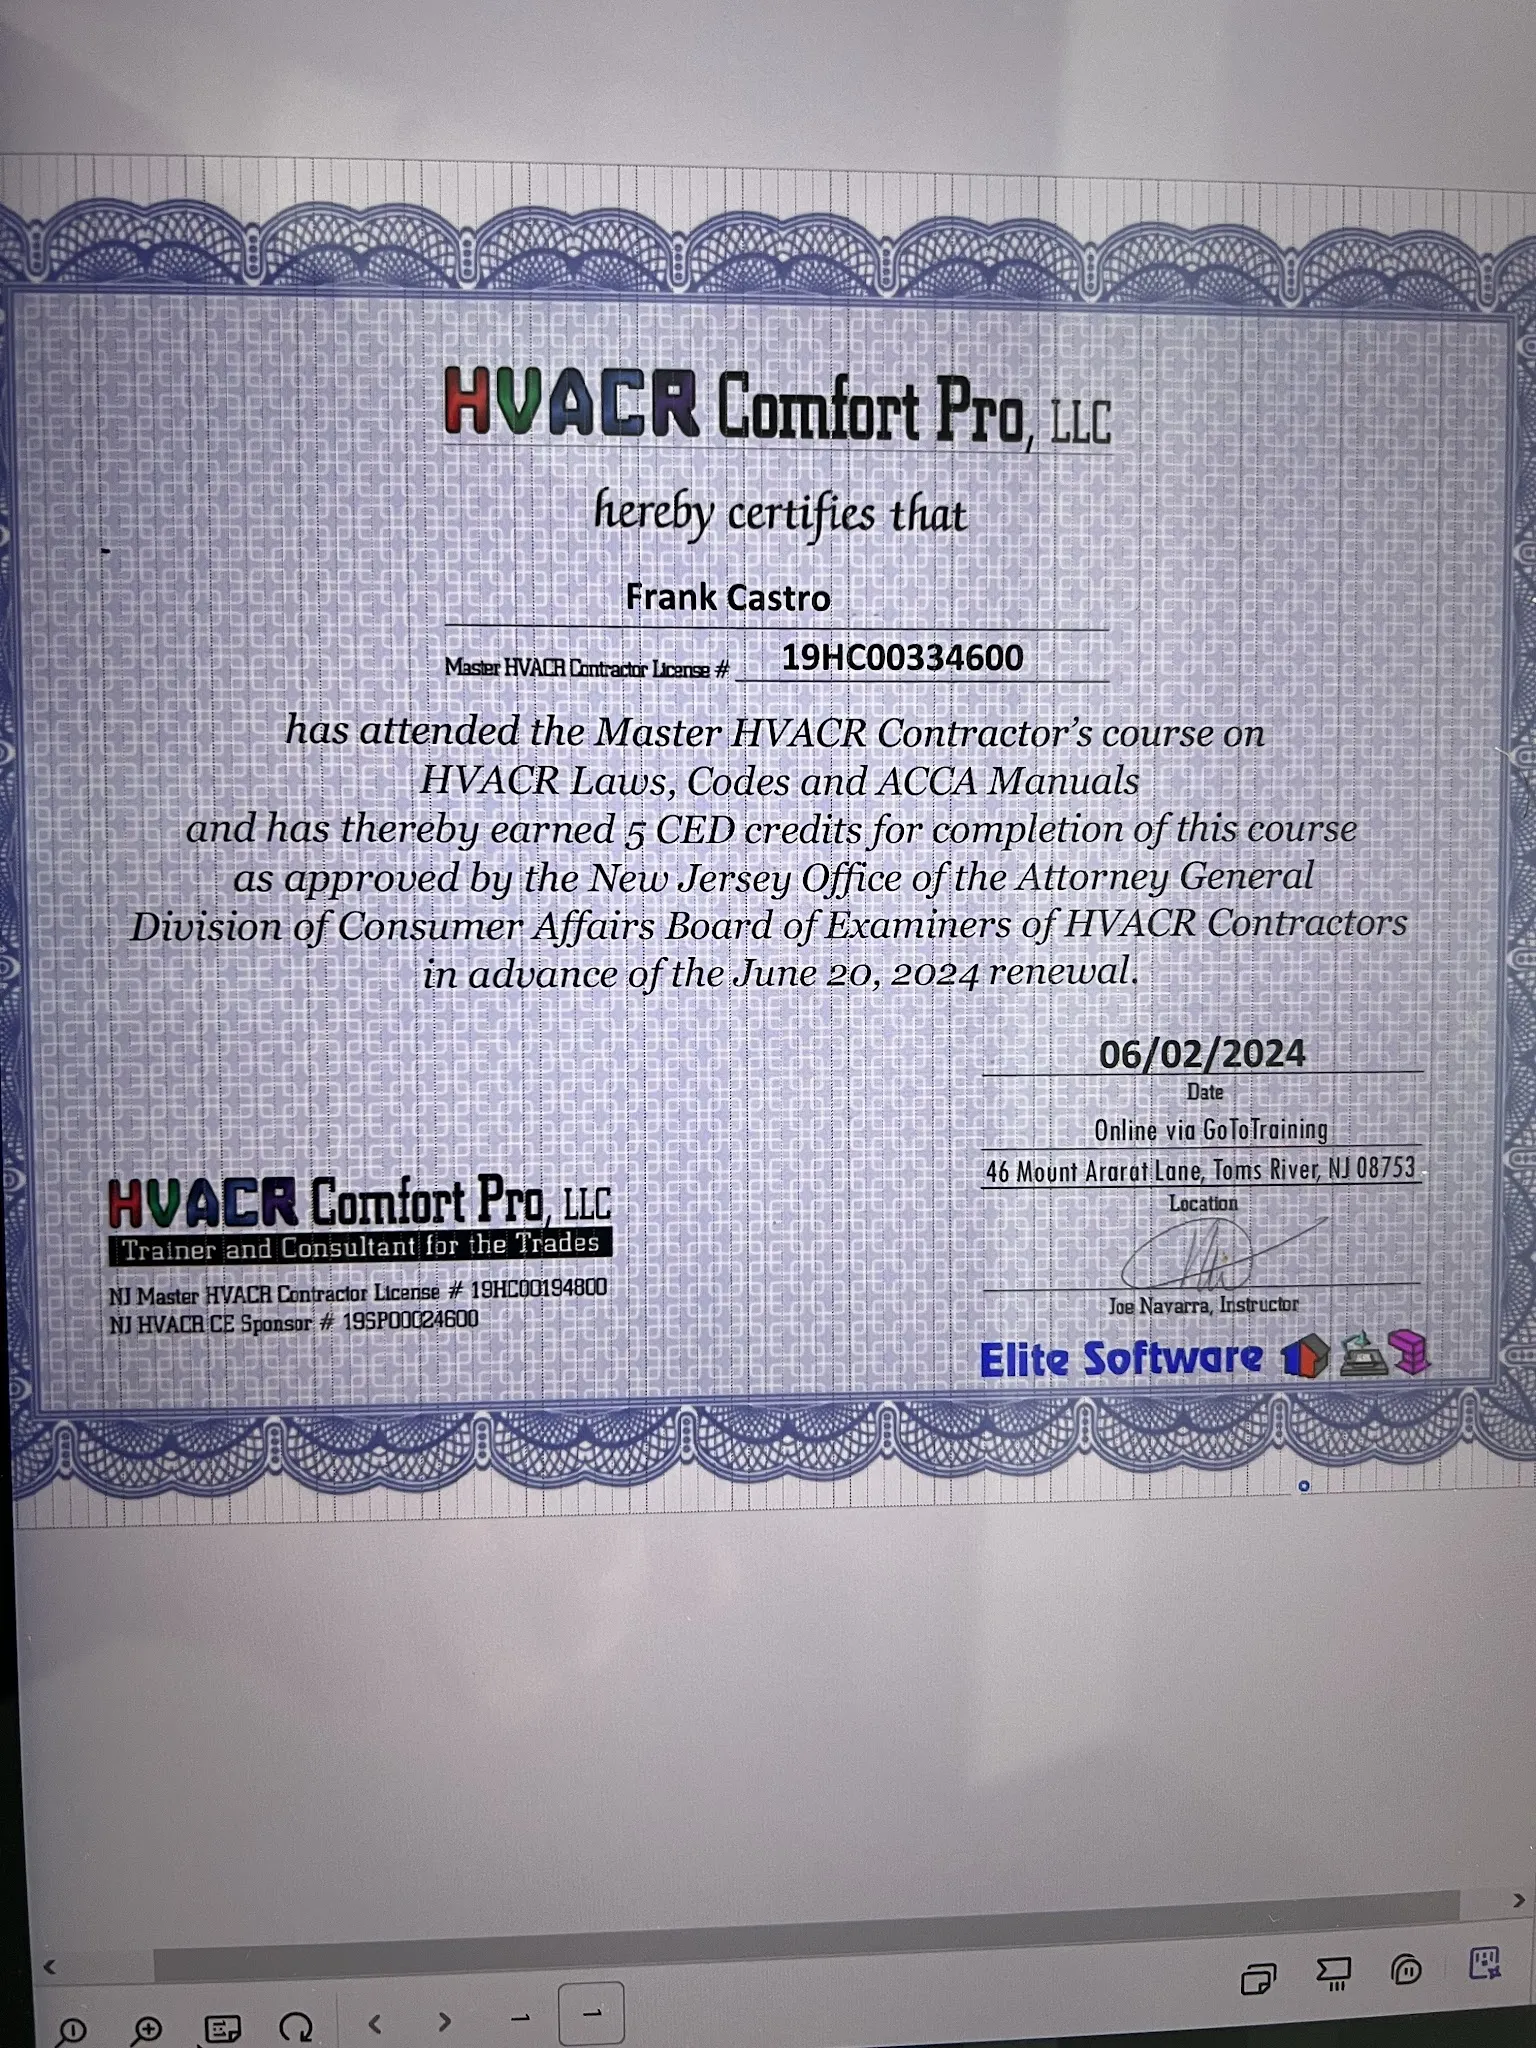 HVACR Comfort Pro, LLC
hereby certifies that
Frank Castro
Master HVACR Contractor License # 19HC00334600
has attended the Master HVACR Contractor's course on
HVACR Laws, Codes and ACCA Manuals
and has thereby earned 5 CED credits for completion of this course
as approved by the New Jersey Office of the Attorney General
Division of Consumer Affairs Board of Examiners of HVACR Contractors
in advance of the June 20, 2024 renewal.
06/02/2024
Date
Online via GoToTraining
46 Mount Ararat Lane, Toms River, NJ 08753
Location
Joe Navarra, Instructor
Elite Software
HVACR Comfort Pro, LLC
Trainer and Consultant for the Trades
NJ Master HVACR Contractor License # 19HC00194800
NJ HVACR CE Sponsor # 19SP00024600
1
1